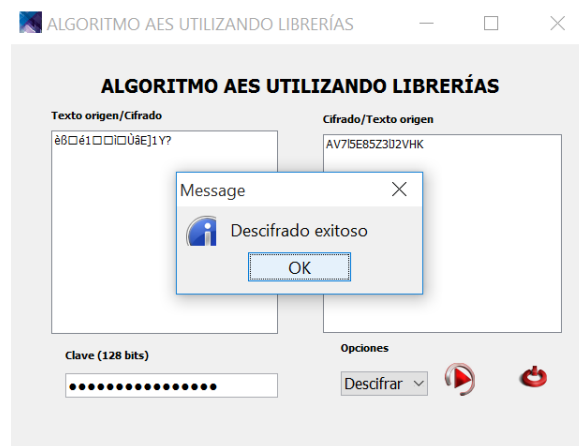 ALGORITMO AES UTILIZANDO LIBRERÍAS
ALGORITMO AES UTILIZANDO LIBRERÍAS
Texto origen/Cifrado
Cifrado/Texto origen
Message
Descifrado exitoso
OK
Clave (128 bits)
●●●●●●●●●●●●●●●●
Opciones
Descifrar